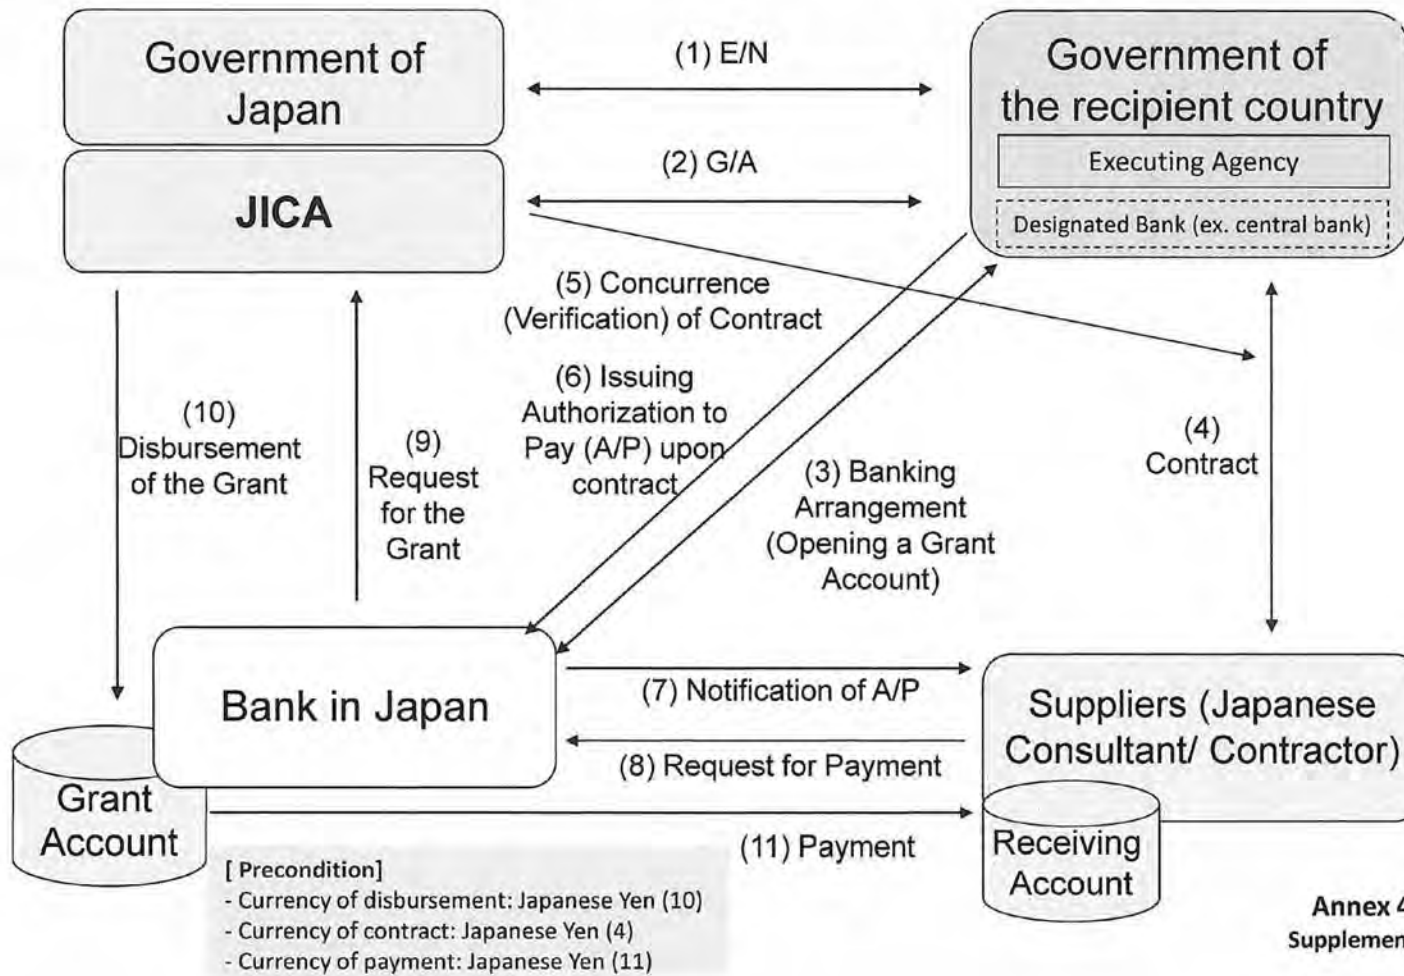 Government of
Japan
JICA
(1) E/N
(2) G/A
Government of
the recipient country
Executing Agency
Designated Bank (ex. central bank)
(5) Concurrence
(Verification) of Contract
(6) Issuing
Authorization to
Pay (A/P) upon
contract
(3) Banking
Arrangement
(Opening a Grant
Account)
(4)
Contract
(10)
Disbursement
of the Grant
(9)
Request
for the
Grant
Bank in Japan
(7) Notification of A/P
(8) Request for Payment
Suppliers (Japanese
Consultant/ Contractor)
Grant
Account
(11) Payment
Receiving
Account
[ Precondition]
- Currency of disbursement: Japanese Yen (10)
- Currency of contract: Japanese Yen (4)
- Currency of payment: Japanese Yen (11)
Annex 4
Supplement